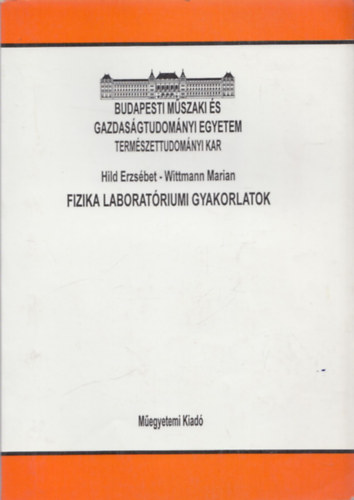 BUDAPESTI MŰSZAKI ÉS
GAZDASÁGTUDOMÁNYI EGYETEM
TERMÉSZETTUDOMÁNYI KAR
Hild Erzsébet - Wittmann Marian
FIZIKA LABORATÓRIUMI GYAKORLATOK
Műegyetemi Kiadó